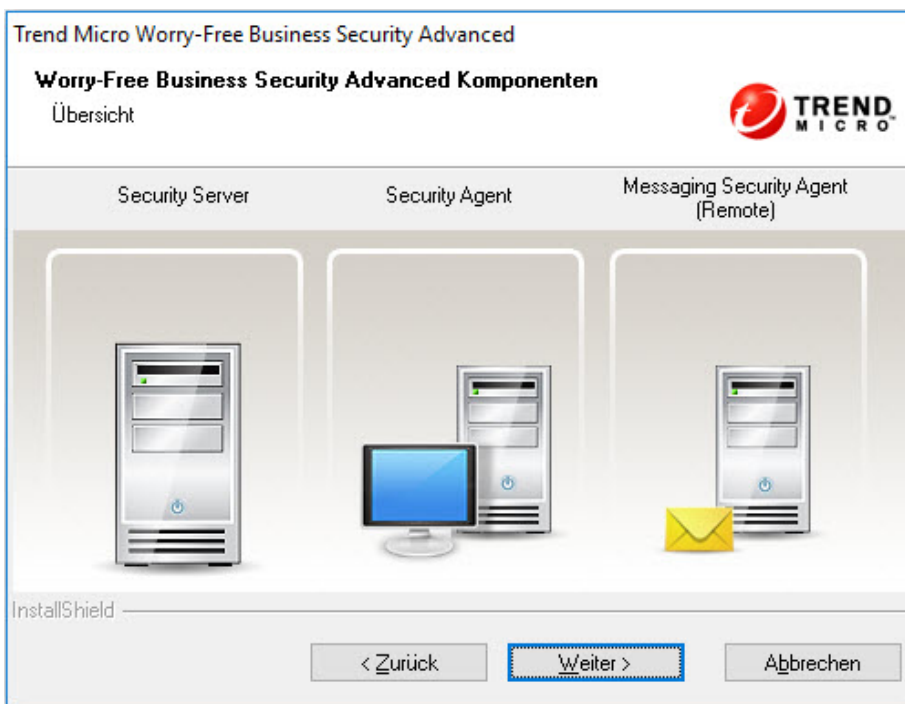 Trend Micro Worry-Free Business Security Advanced
Worry-Free Business Security Advanced Komponenten
Übersicht
TREND
MICRO™
Security Server
Security Agent
Messaging Security Agent
(Remote)
InstallShield
< Zurück
Weiter >
Abbrechen